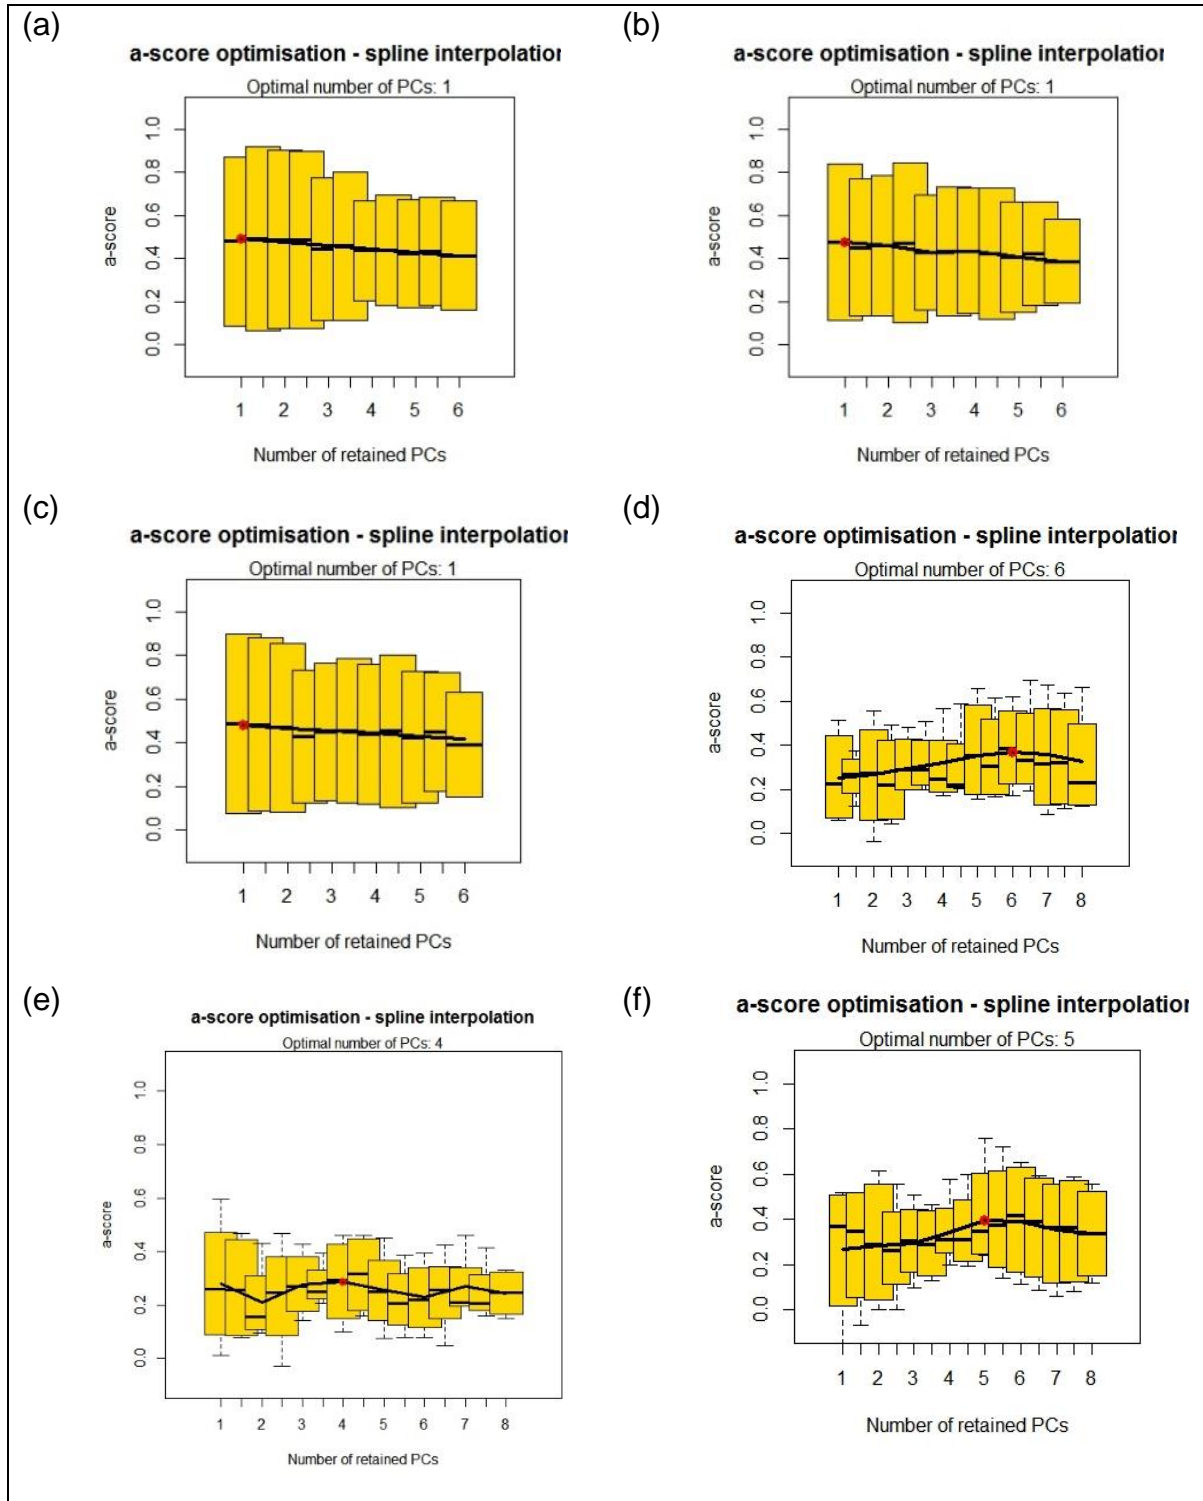 (a)
a-score optimisation - spline interpolation
Optimal number of PCs: 1
a-score
0.0 0.2 0.4 0.6 0.8 1.0
1 2 3 4 5 6
Number of retained PCs
(b)
a-score optimisation - spline interpolation
Optimal number of PCs: 1
a-score
0.0 0.2 0.4 0.6 0.8 1.0
1 2 3 4 5 6
Number of retained PCs
(c)
a-score optimisation - spline interpolation
Optimal number of PCs: 1
a-score
0.0 0.2 0.4 0.6 0.8 1.0
1 2 3 4 5 6
Number of retained PCs
(d)
a-score optimisation - spline interpolation
Optimal number of PCs: 6
a-score
0.0 0.2 0.4 0.6 0.8 1.0
1 2 3 4 5 6 7 8
Number of retained PCs
(e)
a-score optimisation - spline interpolation
Optimal number of PCs: 4
a-score
0.0 0.2 0.4 0.6 0.8 1.0
1 2 3 4 5 6 7 8
Number of retained PCs
(f)
a-score optimisation - spline interpolation
Optimal number of PCs: 5
a-score
0.0 0.2 0.4 0.6 0.8 1.0
1 2 3 4 5 6 7 8
Number of retained PCs